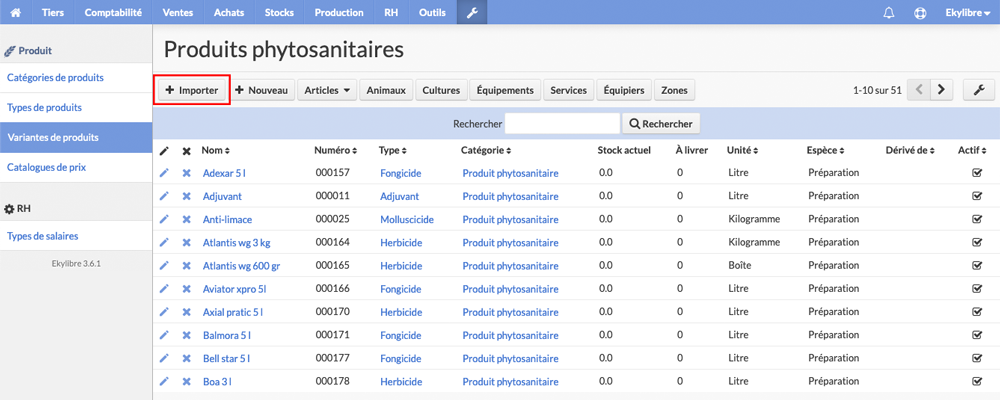 Tiers Comptabilité Ventes Achats Stocks Production RH Outils Ekylibre
Produit
Catégories de produits
Types de produits
Variantes de produits
Catalogues de prix
RH
Types de salaires
Ekylibre 3.6.1
Produits phytosanitaires
Importer Nouveau Articles Animaux Cultures Équipements Services Équipiers Zones 1-10 sur 51
Rechercher Rechercher
Nom Numéro Type Catégorie Stock actuel À livrer Unité Espèce Dérivé de Actif
Adexar 5 l 000157 Fongicide Produit phytosanitaire 0.0 0 Litre Préparation
Adjuvant 000011 Adjuvant Produit phytosanitaire 0.0 0 Litre Préparation
Anti-limace 000025 Molluscicide Produit phytosanitaire 0.0 0 Kilogramme Préparation
Atlantis wg 3 kg 000164 Herbicide Produit phytosanitaire 0.0 0 Kilogramme Préparation
Atlantis wg 600 gr 000165 Herbicide Produit phytosanitaire 0.0 0 Boîte Préparation
Aviator xpro 5l 000166 Fongicide Produit phytosanitaire 0.0 0 Litre Préparation
Axial pratic 5 l 000170 Herbicide Produit phytosanitaire 0.0 0 Litre Préparation
Balmora 5 l 000171 Fongicide Produit phytosanitaire 0.0 0 Litre Préparation
Bell star 5 l 000177 Fongicide Produit phytosanitaire 0.0 0 Litre Préparation
Boa 3 l 000178 Herbicide Produit phytosanitaire 0.0 0 Litre Préparation